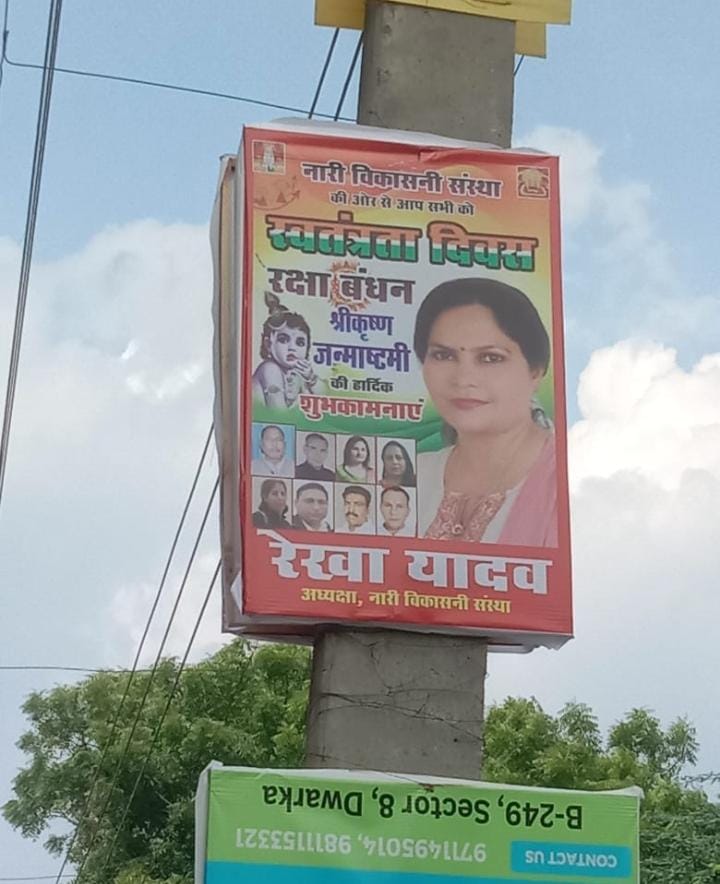 नारी विकासनी संस्था
की ओर से आप सभी को
स्वतंत्रता दिवस
रक्षा बंधन
श्रीकृष्ण
जन्माष्टमी
की हार्दिक
शुभकामनाएं
रेखा यादव
अध्यक्षा, नारी विकासनी संस्था
B-249, Sector 8, Dwarka
CONTACT US 9711495014, 9811153321